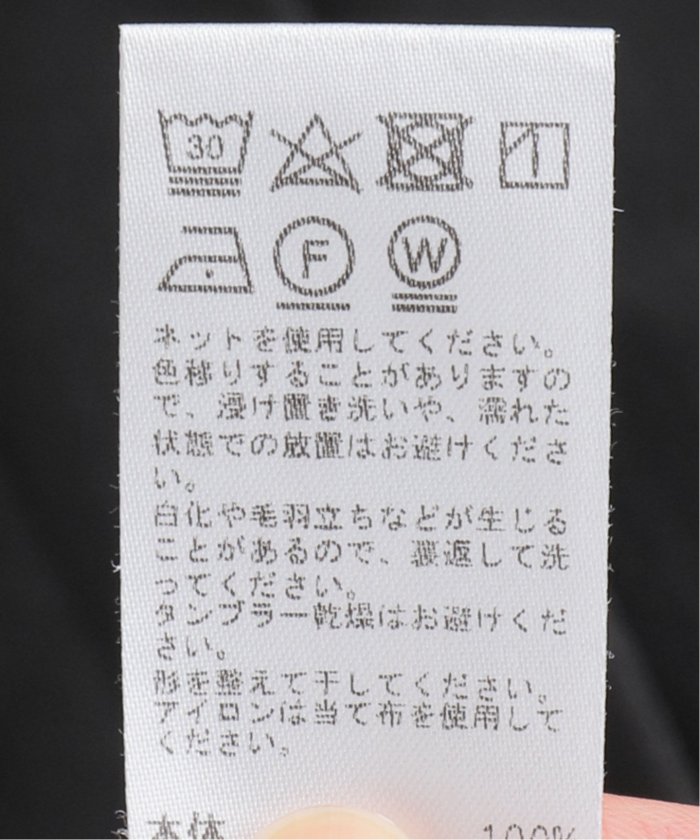 30
F W
ネットを使用してください。
色移りすることがありますの
で、浸け置き洗いや、濡れた
状態での放置はお避けくださ
い。
白化や毛羽立ちなどが生じる
ことがあるので、裏返して洗
ってください。
タンブラー乾燥はお避けくだ
さい。
形を整えて干してください。
アイロンは当て布を使用して
ください。
本体 100%